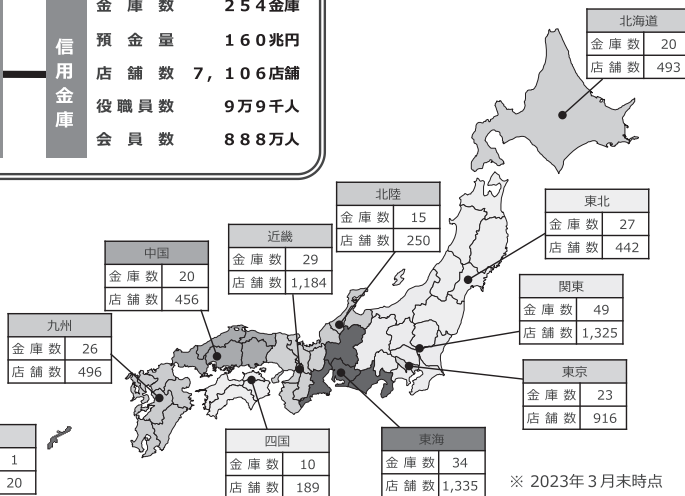 信用金庫
金庫数 254金庫
預金量 160兆円
店舗数 7,106店舗
役職員数 9万9千人
会員数 888万人
北海道
金庫数 20
店舗数 493
北陸
金庫数 15
店舗数 250
東北
金庫数 27
店舗数 442
近畿
金庫数 29
店舗数 1,184
中国
金庫数 20
店舗数 456
関東
金庫数 49
店舗数 1,325
九州
金庫数 26
店舗数 496
東京
金庫数 23
店舗数 916
1
20
四国
金庫数 10
店舗数 189
東海
金庫数 34
店舗数 1,335
※ 2023年3月末時点